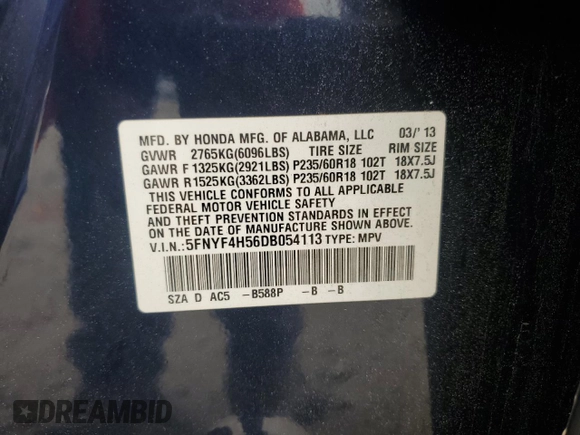 MFD. BY HONDA MFG. OF ALABAMA, LLC 03/'13
GVWR 2765KG(6096LBS) TIRE SIZE RIM SIZE
GAWR F 1325KG(2921LBS) P235/60R18 102T 18X7.5J
GAWR R 1525KG(3362LBS) P235/60R18 102T 18X7.5J
THIS VEHICLE CONFORMS TO ALL APPLICABLE
FEDERAL MOTOR VEHICLE SAFETY
AND THEFT PREVENTION STANDARDS IN EFFECT
ON THE DATE OF MANUFACTURE SHOWN ABOVE.
V.I.N.: 5FNYF4H56DB054113 TYPE: MPV
SZA D AC5 -B588P -B -B
DREAMBID